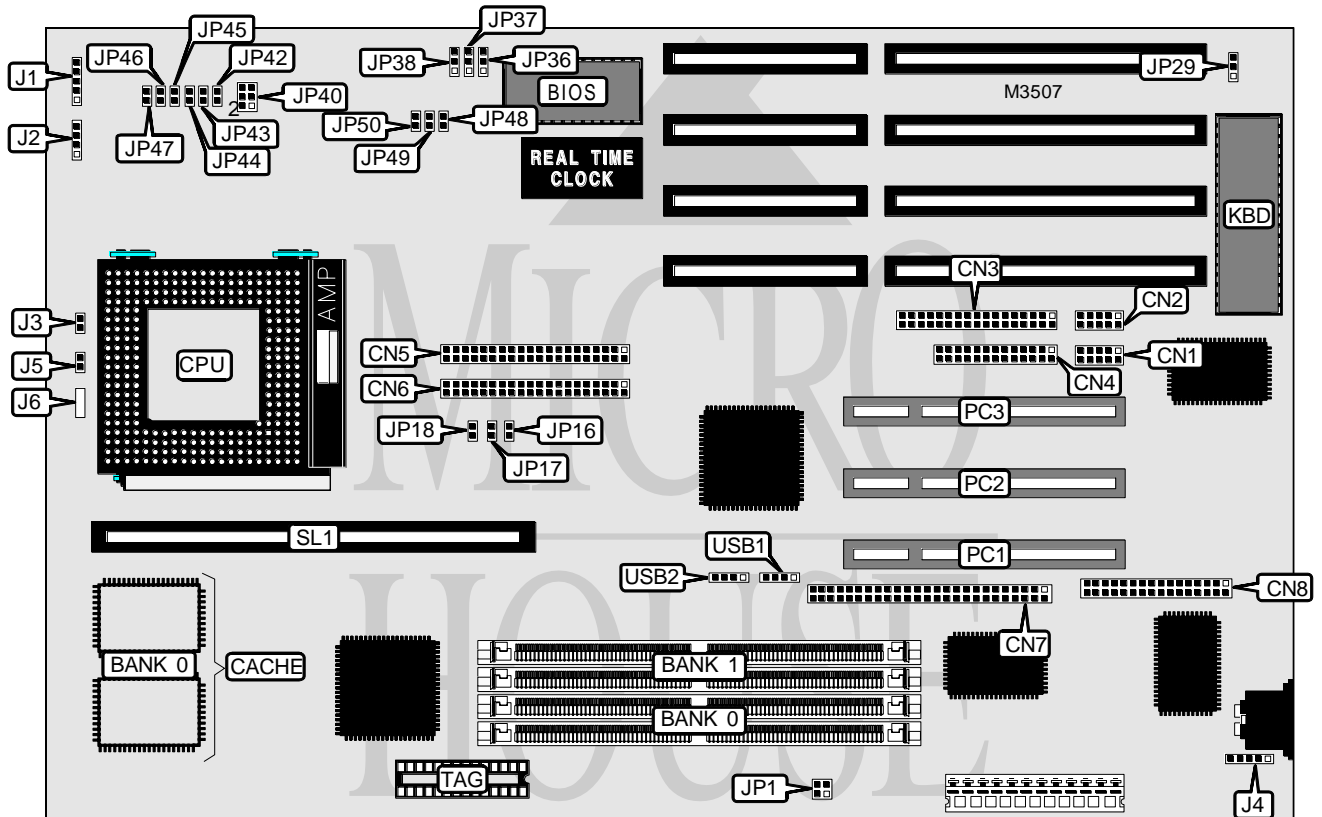 JP37
JP45
JP46
JP42
JP38
JP36
JP29
J1
JP40
BIOS
M3507
2
J2
JP50
JP48
JP43
JP47
JP44
JP49
REAL TIME
CLOCK
KBD
AMP
CN3
CN2
J3
CN5
CN1
J5
CPU
CN4
CN6
J6
PC3
JP18
JP16
JP17
PC2
MICRO
SL1
USB1
PC1
USB2
CN8
HOUSE
CN7
BANK 0
CACHE
BANK 1
BANK 0
TAG
JP1
J4